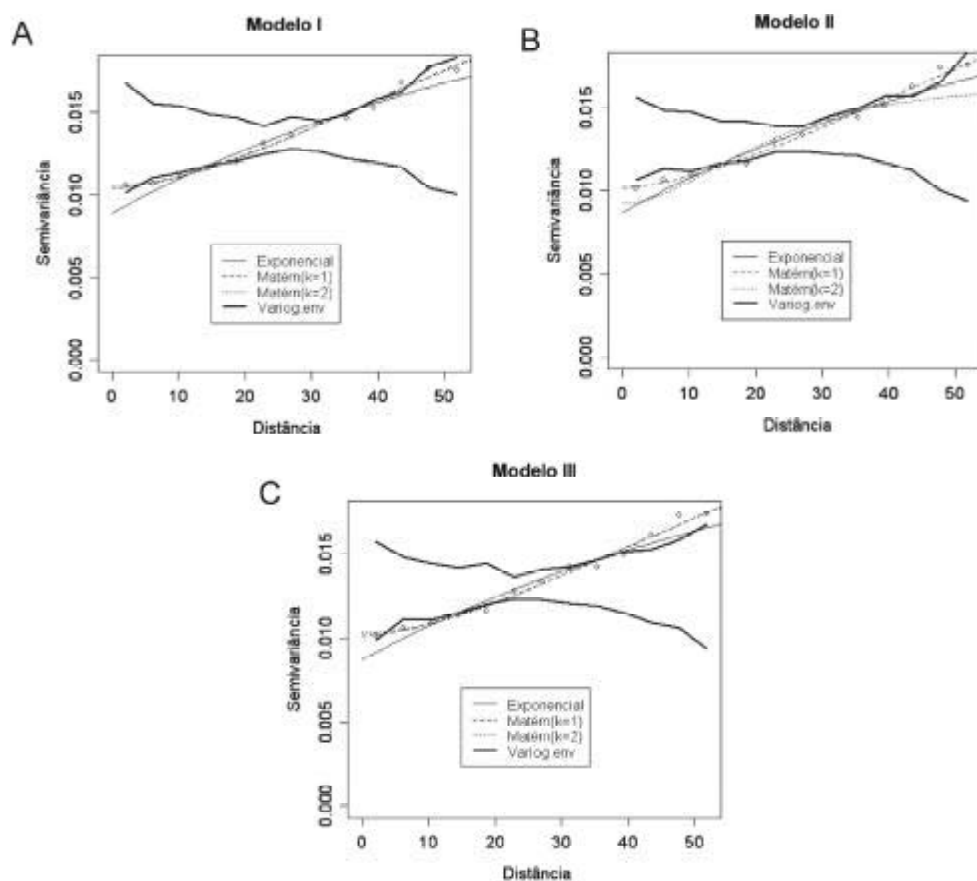 A
Modelo I
Semivariância
0.015
0.010
0.005
0.000
Exponencial
Matérn(k=1)
Matérn(k=2)
Variog.env
0 10 20 30 40 50
Distância
B
Modelo II
Semivariância
0.015
0.010
0.005
0.000
Exponencial
Matérn(k=1)
Matérn(k=2)
Variog.env
0 10 20 30 40 50
Distância
C
Modelo III
Semivariância
0.015
0.010
0.005
0.000
Exponencial
Matérn(k=1)
Matérn(k=2)
Variog.env
0 10 20 30 40 50
Distância